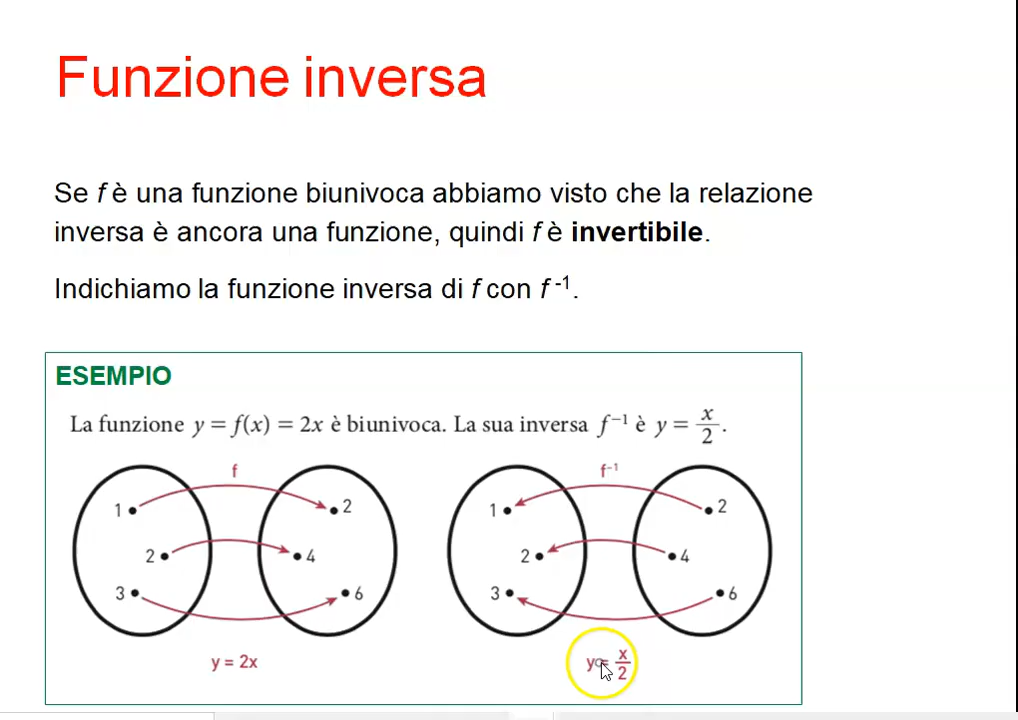 Funzione inversa
Se f è una funzione biunivoca abbiamo visto che la relazione
inversa è ancora una funzione, quindi f è invertibile.
Indichiamo la funzione inversa di f con f⁻¹.
ESEMPIO
La funzione y = f(x) = 2x è biunivoca. La sua inversa f⁻¹ è y = x/2.
f
1 2
2 4
3 6
y = 2x
f⁻¹
1 2
2 4
3 6
y = x/2